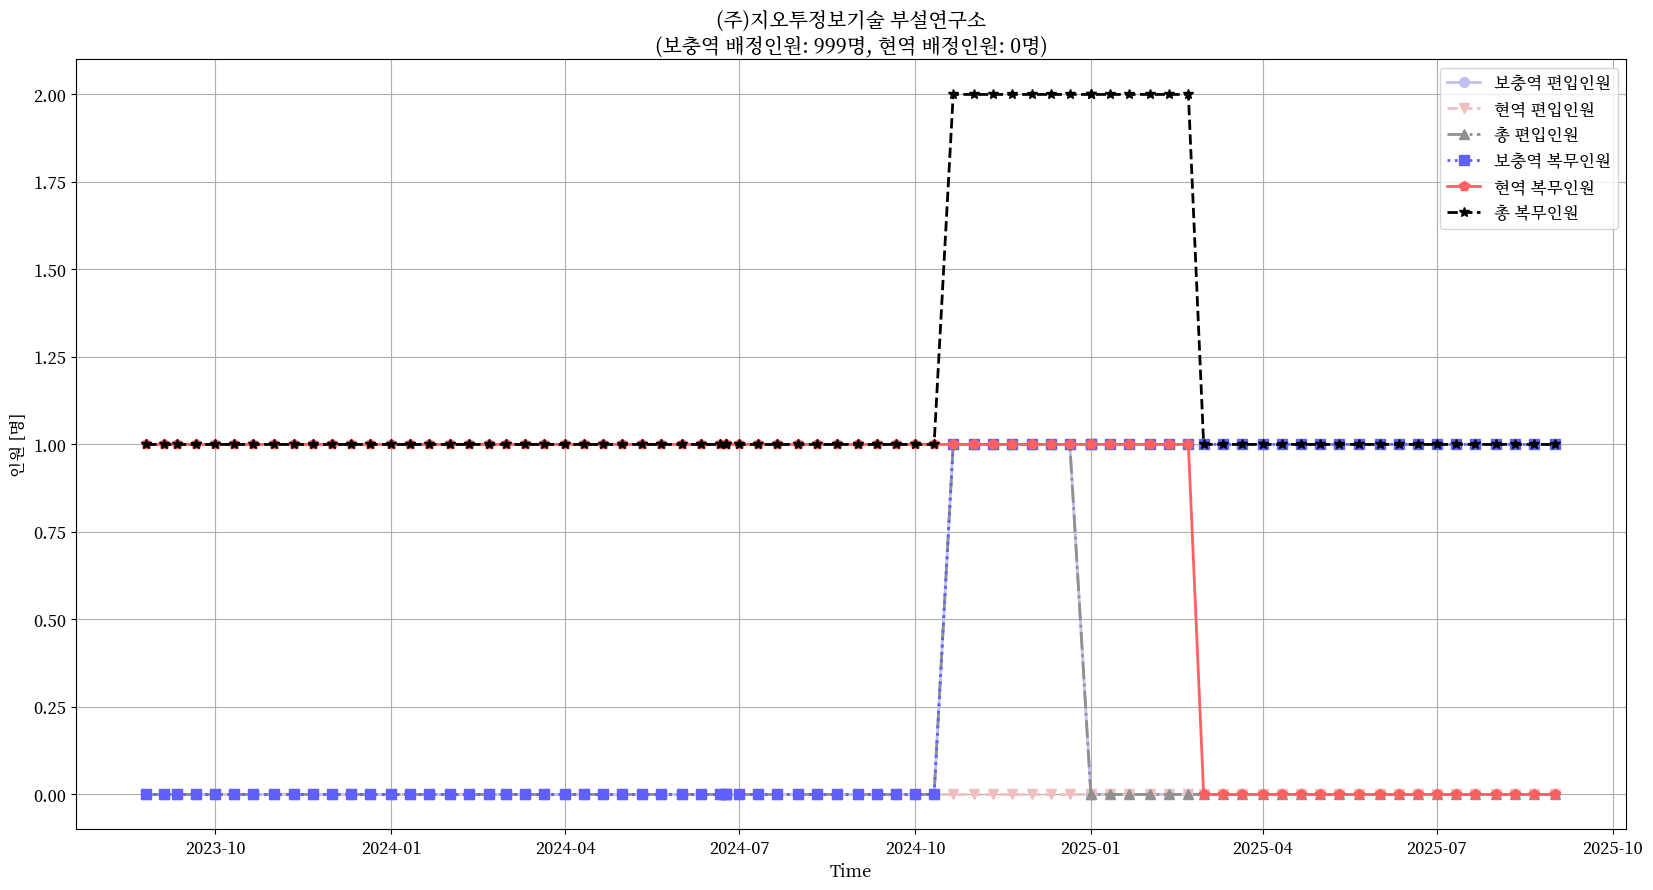 (주)지오투정보기술 부설연구소
(보충역 배정인원: 999명, 현역 배정인원: 0명)
보충역 편입인원
현역 편입인원
총 편입인원
보충역 복무인원
현역 복무인원
총 복무인원
인원 [명]
2.00
1.75
1.50
1.25
1.00
0.75
0.50
0.25
0.00
2023-10
2024-01
2024-04
2024-07
2024-10
2025-01
2025-04
2025-07
2025-10
Time